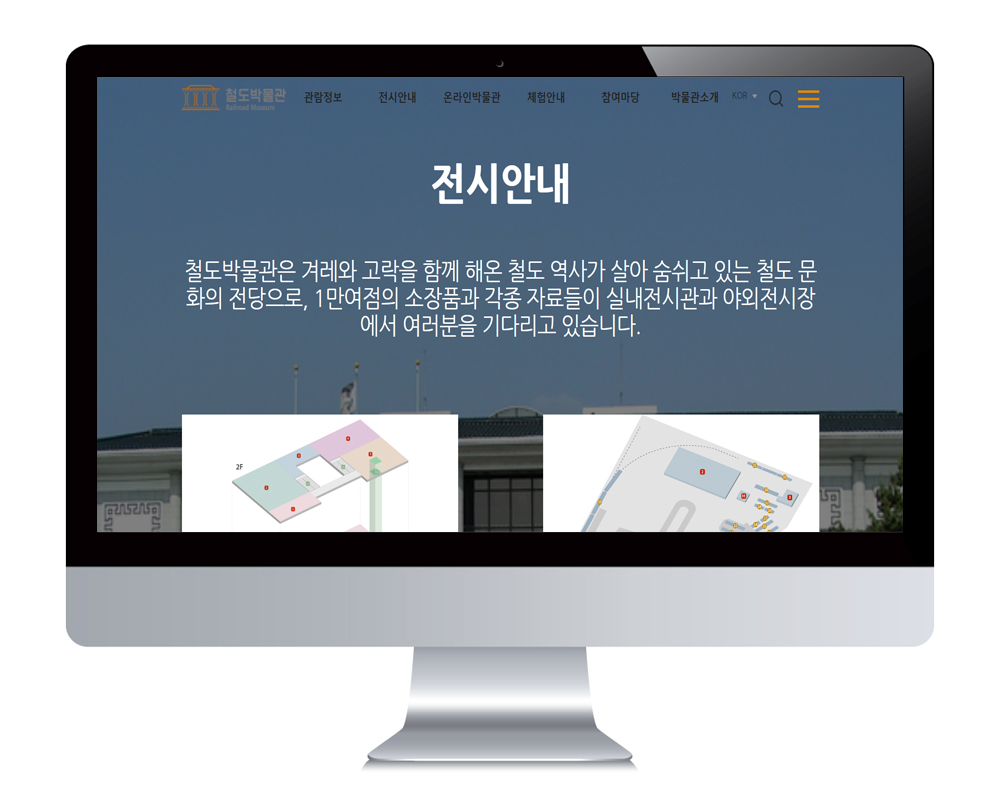 철도박물관
Railroad Museum
관람정보 전시안내 온라인박물관 체험안내 참여마당 박물관소개 KOR
전시안내
철도박물관은 겨레와 고락을 함께 해온 철도 역사가 살아 숨쉬고 있는 철도 문
화의 전당으로, 1만여점의 소장품과 각종 자료들이 실내전시관과 야외전시장
에서 여러분을 기다리고 있습니다.
2F